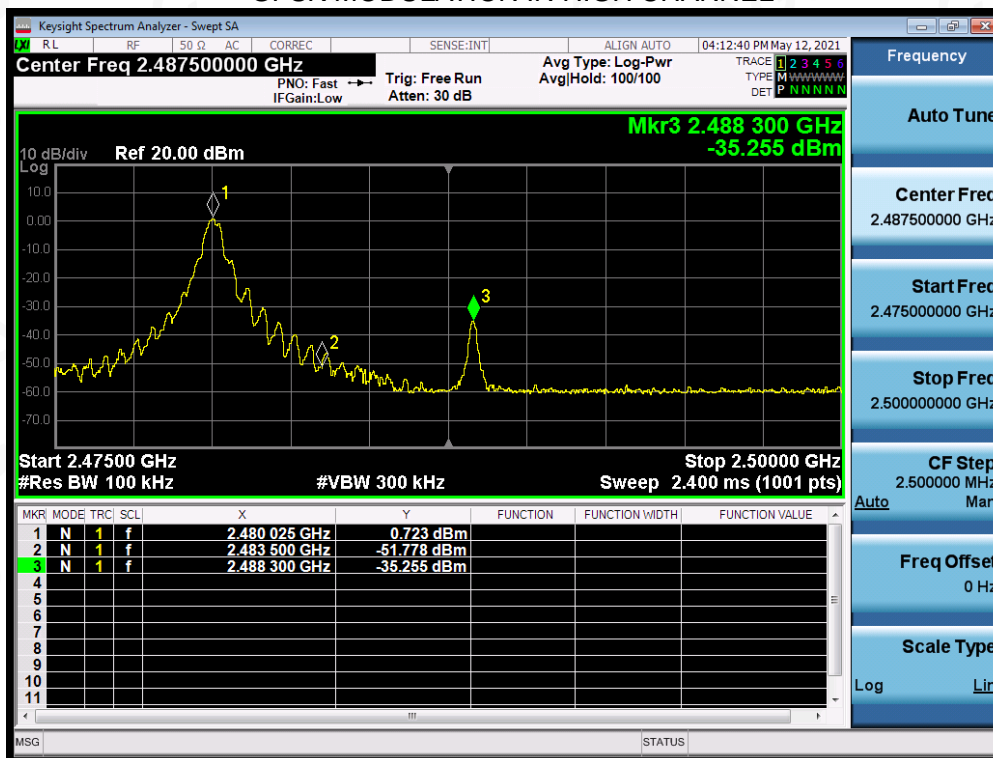 Keysight Spectrum Analyzer - Swept SA
LXI RL RF 50 Ω AC CORREC SENSE:INT ALIGN AUTO 04:12:40 PM May 12, 2021
Center Freq 2.487500000 GHz
PNO: Fast
IFGain:Low
Trig: Free Run
Atten: 30 dB
Avg Type: Log-Pwr
Avg|Hold: 100/100
TRACE 1 2 3 4 5 6
TYPE M WWWWW
DET P N N N N N
Mkr3 2.488 300 GHz
-35.255 dBm
10 dB/div Ref 20.00 dBm
Log
10.0
0.00
-10.0
-20.0
-30.0
-40.0
-50.0
-60.0
-70.0
1
2
3
Start 2.47500 GHz Stop 2.50000 GHz
#Res BW 100 kHz #VBW 300 kHz Sweep 2.400 ms (1001 pts)
MKR MODE TRC SCL X Y FUNCTION FUNCTION WIDTH FUNCTION VALUE
1 N 1 f 2.480 025 GHz 0.723 dBm
2 N 1 f 2.483 500 GHz -51.778 dBm
3 N 1 f 2.488 300 GHz -35.255 dBm
4
5
6
7
8
9
10
11
MSG STATUS
Frequency
Auto Tune
Center Freq
2.487500000 GHz
Start Freq
2.475000000 GHz
Stop Freq
2.500000000 GHz
CF Step
2.500000 MHz
Auto Man
Freq Offset
0 Hz
Scale Type
Log Lin